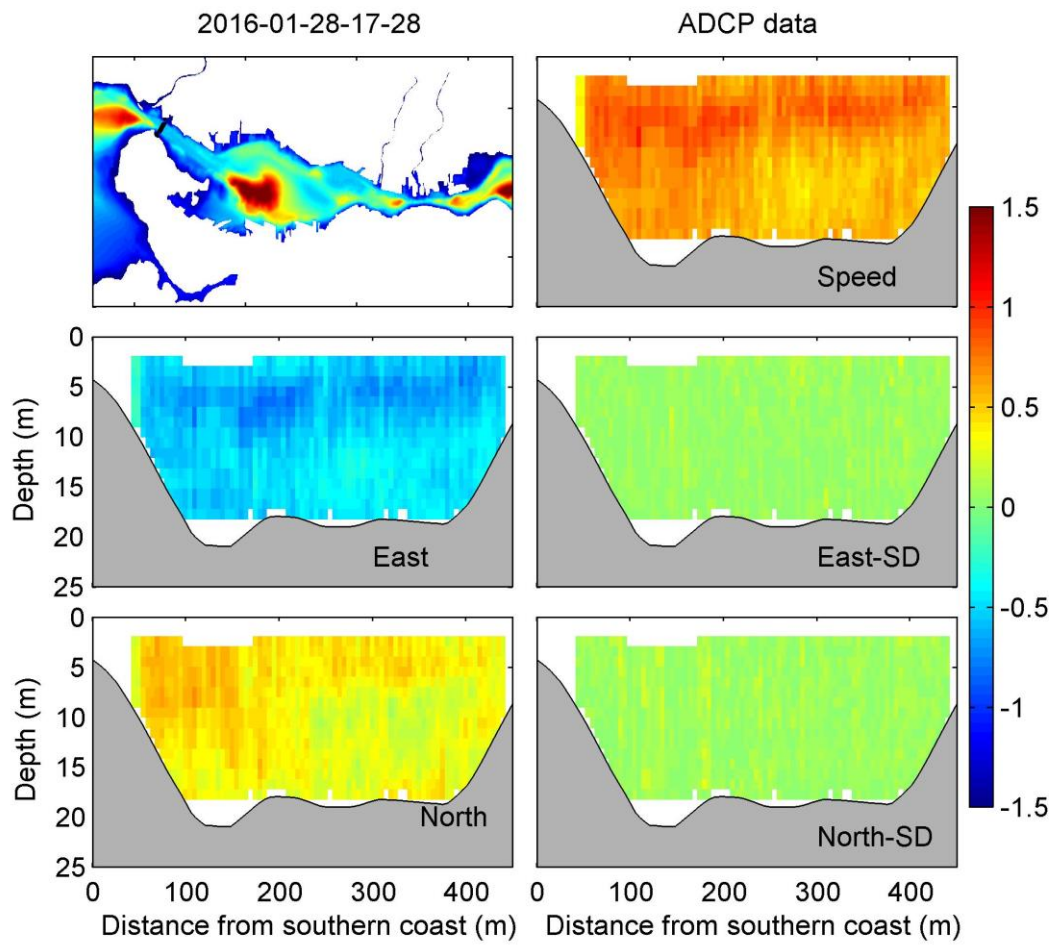 2016-01-28-17-28
ADCP data
Speed
1.5
1
0.5
0
-0.5
-1
-1.5
Depth (m)
0
5
10
15
20
25
East
East-SD
Depth (m)
0
5
10
15
20
25
North
North-SD
0 100 200 300 400
0 100 200 300 400
Distance from southern coast (m)
Distance from southern coast (m)